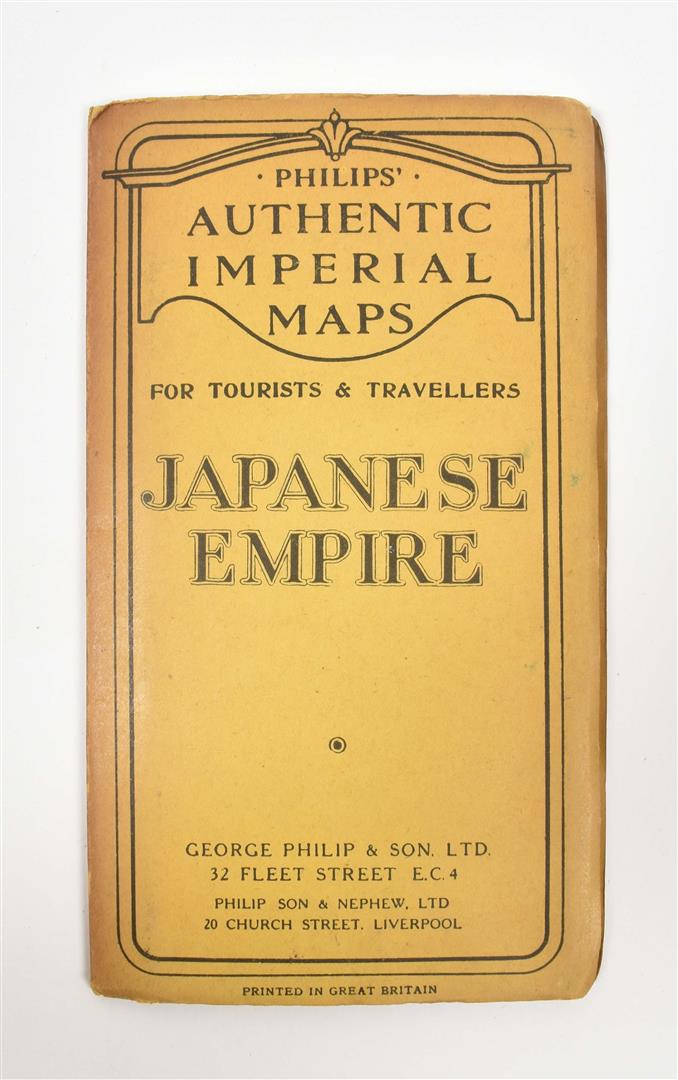 · PHILIPS' ·
AUTHENTIC
IMPERIAL
MAPS
FOR TOURISTS & TRAVELLERS
JAPANESE
EMPIRE
GEORGE PHILIP & SON. LTD.
32 FLEET STREET E.C. 4
PHILIP SON & NEPHEW, LTD
20 CHURCH STREET. LIVERPOOL
PRINTED IN GREAT BRITAIN